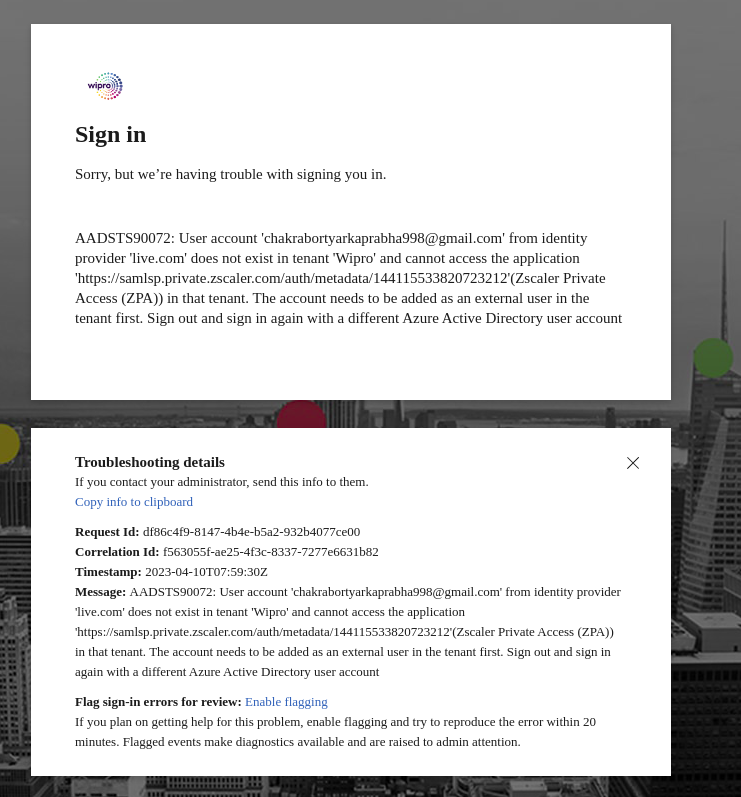 wipro
Sign in
Sorry, but we’re having trouble with signing you in.
AADSTS90072: User account 'chakrabortyarkaprabha998@gmail.com' from identity
provider 'live.com' does not exist in tenant 'Wipro' and cannot access the application
'https://samlsp.private.zscaler.com/auth/metadata/144115533820723212'(Zscaler Private
Access (ZPA)) in that tenant. The account needs to be added as an external user in the
tenant first. Sign out and sign in again with a different Azure Active Directory user account
Troubleshooting details
If you contact your administrator, send this info to them.
Copy info to clipboard
Request Id: df86c4f9-8147-4b4e-b5a2-932b4077ce00
Correlation Id: f563055f-ae25-4f3c-8337-7277e6631b82
Timestamp: 2023-04-10T07:59:30Z
Message: AADSTS90072: User account 'chakrabortyarkaprabha998@gmail.com' from identity provider
'live.com' does not exist in tenant 'Wipro' and cannot access the application
'https://samlsp.private.zscaler.com/auth/metadata/144115533820723212'(Zscaler Private Access (ZPA))
in that tenant. The account needs to be added as an external user in the tenant first. Sign out and sign in
again with a different Azure Active Directory user account
Flag sign-in errors for review: Enable flagging
If you plan on getting help for this problem, enable flagging and try to reproduce the error within 20
minutes. Flagged events make diagnostics available and are raised to admin attention.